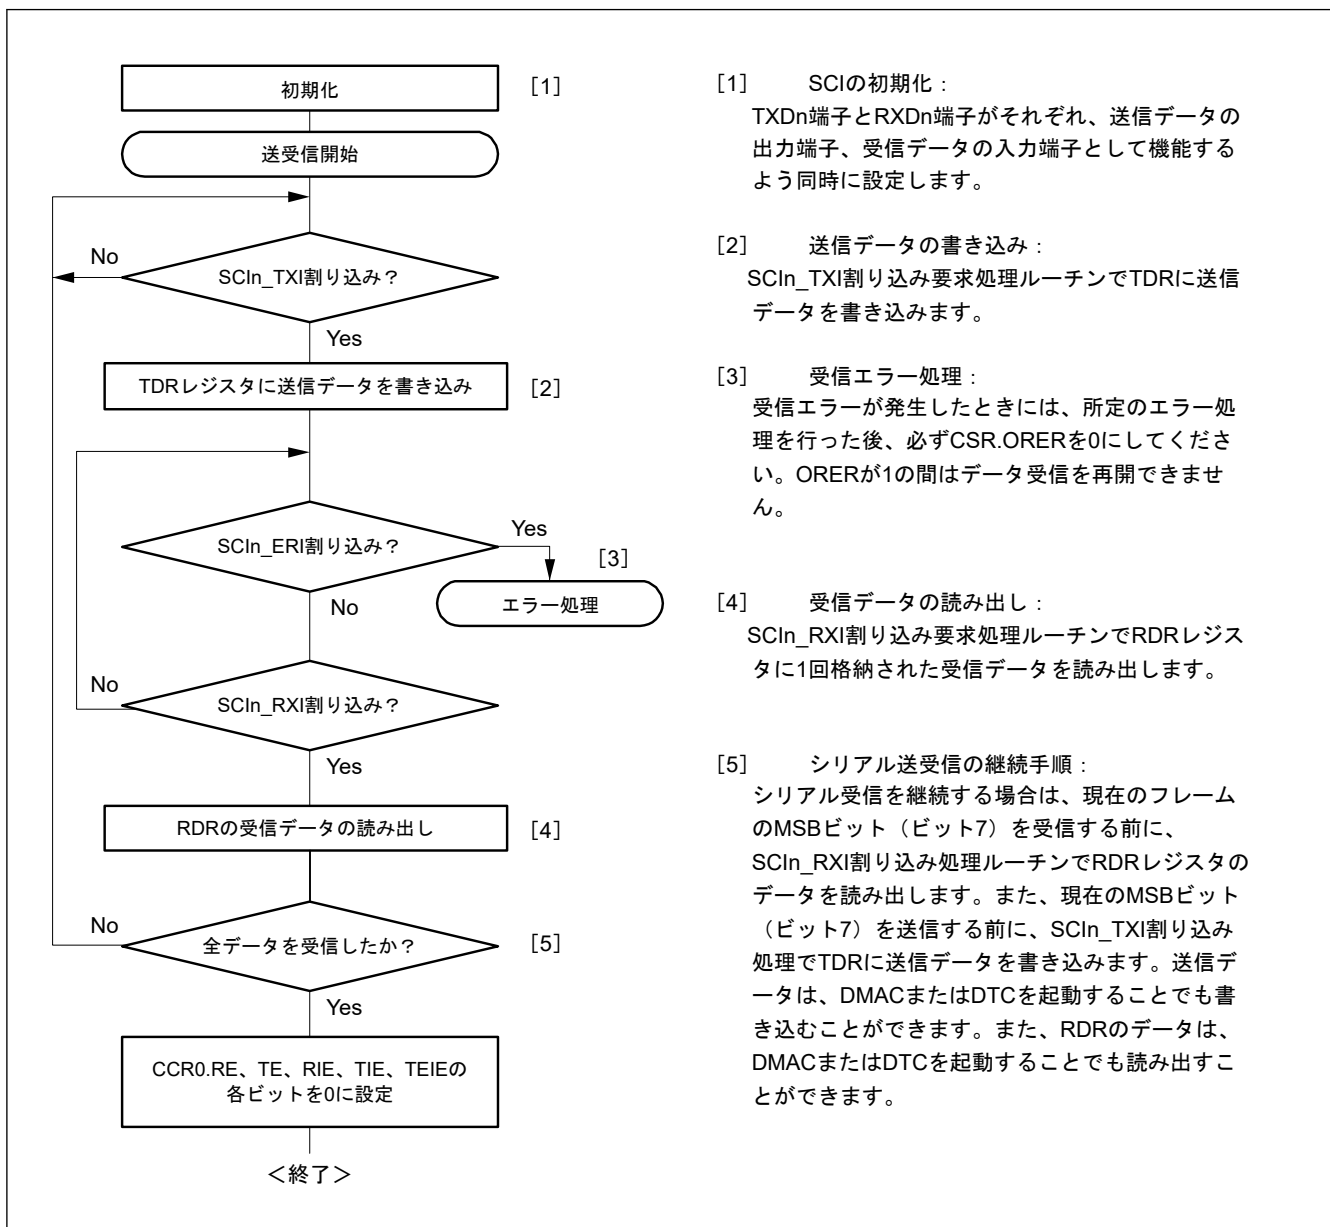 初期化
[1]
送受信開始
No
SCIn_TXI割り込み？
Yes
TDRレジスタに送信データを書き込み
[2]
SCIn_ERI割り込み？
Yes
[3]
エラー処理
No
No
SCIn_RXI割り込み？
Yes
RDRの受信データの読み出し
[4]
No
全データを受信したか？
[5]
Yes
CCR0.RE、TE、RIE、TIE、TEIEの
各ビットを0に設定
＜終了＞
[1] SCIの初期化：
TXDn端子とRXDn端子がそれぞれ、送信データの
出力端子、受信データの入力端子として機能する
よう同時に設定します。
[2] 送信データの書き込み：
SCIn_TXI割り込み要求処理ルーチンでTDRに送信
データを書き込みます。
[3] 受信エラー処理：
受信エラーが発生したときには、所定のエラー処
理を行った後、必ずCSR.ORERを0にしてくださ
い。ORERが1の間はデータ受信を再開できませ
ん。
[4] 受信データの読み出し：
SCIn_RXI割り込み要求処理ルーチンでRDRレジス
タに1回格納された受信データを読み出します。
[5] シリアル送受信の継続手順：
シリアル受信を継続する場合は、現在のフレーム
のMSBビット（ビット7）を受信する前に、
SCIn_RXI割り込み処理ルーチンでRDRレジスタの
データを読み出します。また、現在のMSBビット
（ビット7）を送信する前に、SCIn_TXI割り込み
処理でTDRに送信データを書き込みます。送信デ
ータは、DMACまたはDTCを起動することでも書
き込むことができます。また、RDRのデータは、
DMACまたはDTCを起動することでも読み出すこ
とができます。